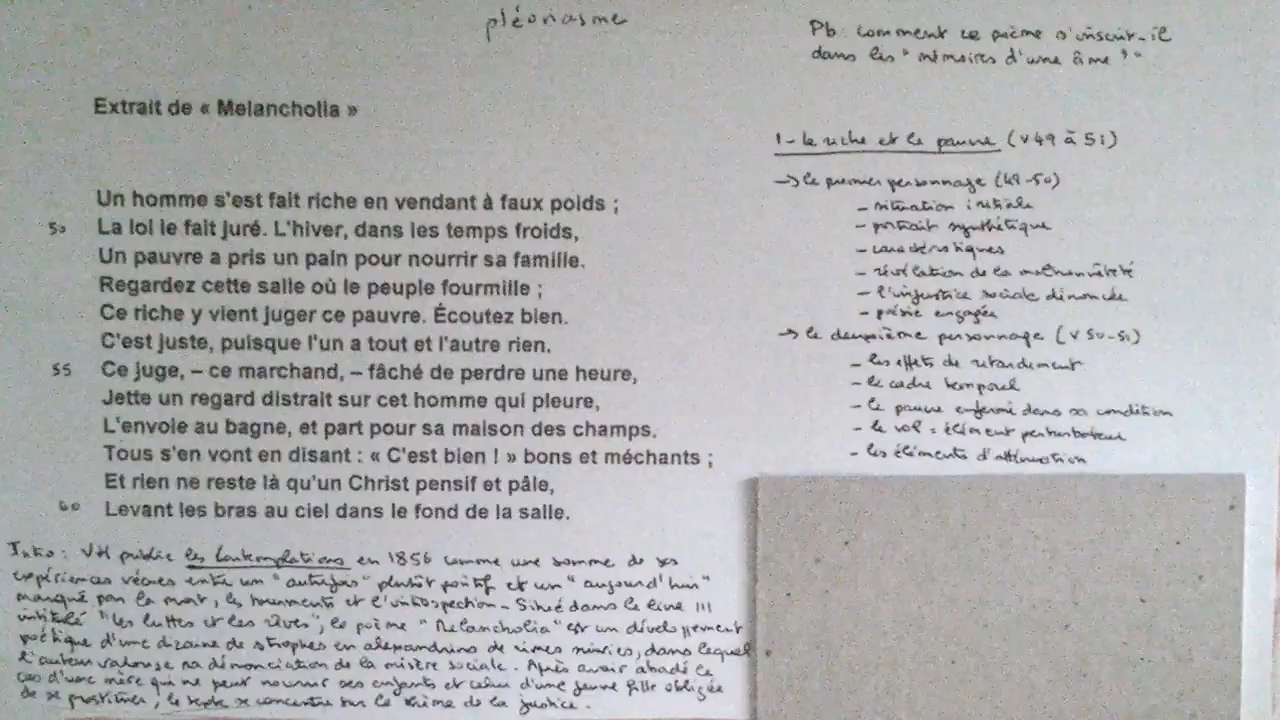 pléonasme
Pb : comment ce poème s'inscrit-il
dans les "mémoires d'une âme" ?
Extrait de « Melancholia »
Un homme s'est fait riche en vendant à faux poids ;
50 La loi le fait juré. L'hiver, dans les temps froids,
Un pauvre a pris un pain pour nourrir sa famille.
Regardez cette salle où le peuple fourmille ;
Ce riche y vient juger ce pauvre. Écoutez bien.
C'est juste, puisque l'un a tout et l'autre rien.
55 Ce juge, – ce marchand, – fâché de perdre une heure,
Jette un regard distrait sur cet homme qui pleure,
L'envoie au bagne, et part pour sa maison des champs.
Tous s'en vont en disant : « C'est bien ! » bons et méchants ;
Et rien ne reste là qu'un Christ pensif et pâle,
60 Levant les bras au ciel dans le fond de la salle.
1- le riche et le pauvre (v 49 à 51)
→ le premier personnage (49-50)
- situation initiale
- portrait synthétique
- caractéristiques
- révélation de la malhonnêteté
- l'injustice sociale dénoncée
- poésie engagée
→ le deuxième personnage (v 50-51)
- les effets de retardement
- le cadre temporel
- le pauvre enfermé dans sa condition
- le vol = élément perturbateur
- les éléments d'atténuation
Intro : VH publie les Contemplations en 1856 comme une somme de ses
expériences vécues entre un "autrefois" plutôt positif et un "aujourd'hui"
marqué par la mort, les tourments et l'introspection - Situé dans le livre III
intitulé "les luttes et les rêves", le poème "Melancholia" est un développement
poétique d'une dizaine de strophes en alexandrins de rimes suivies, dans lequel
l'auteur valorise sa dénonciation de la misère sociale. Après avoir abordé le
cas d'une mère qui ne peut nourrir ses enfants et celui d'une jeune fille obligée
de se prostituer, le texte se concentre sur le thème de la justice.